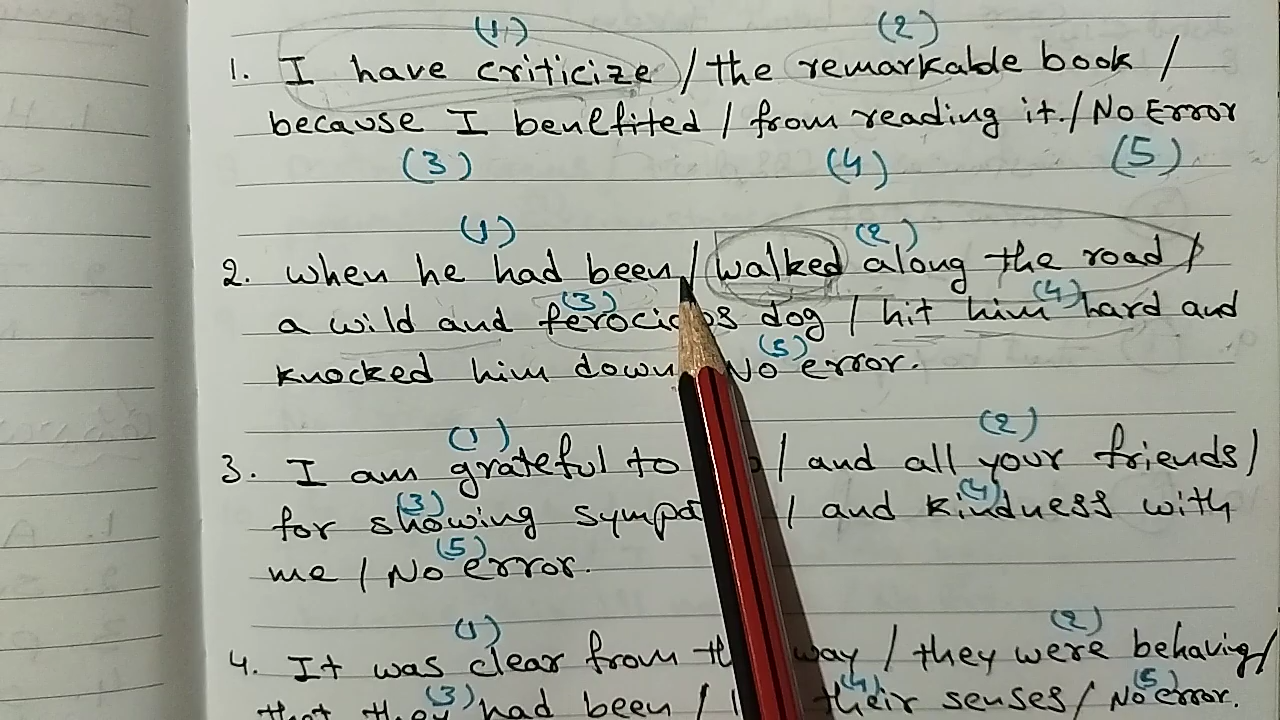 (1) (2)
1. I have criticize / the remarkable book /
because I benefited / from reading it. / No Error
(3) (4) (5)
(1) (2)
2. when he had been / walked along the road /
(3) (4)
a wild and dog / hit him hard and
(5)
knocked him down No error.
(1) (2)
3. I am grateful to / and all your friends /
(3) (4)
for showing / and kindness with
(5)
me / No error.
(1) (2)
4. It was clear from way / they were behaving /
(3) (4) (5)
that they had been / their senses / No error.